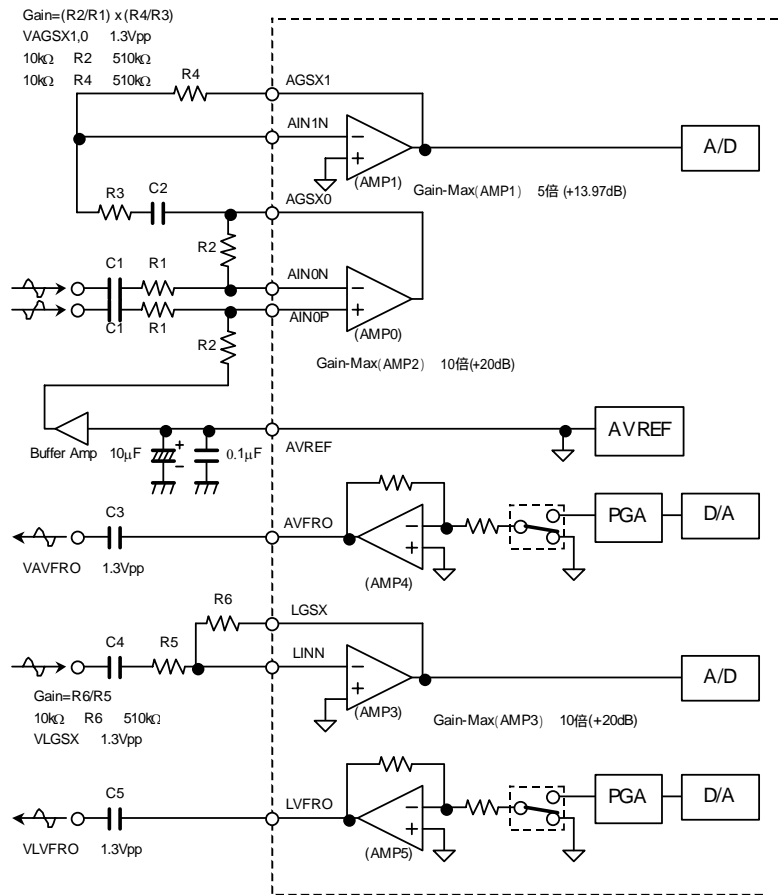 Gain=(R2/R1) x (R4/R3)
VAGSX1,0 1.3Vpp
10kΩ R2 510kΩ
10kΩ R4 510kΩ
R4
AGSX1
AIN1N
(AMP1)
A/D
Gain-Max(AMP1) 5倍 (+13.97dB)
R3
C2
AGSX0
R2
C1
R1
AIN0N
C1
R1
AIN0P
(AMP0)
R2
Gain-Max(AMP2) 10倍(+20dB)
Buffer Amp
10μF
+
−
0.1μF
AVREF
AVREF
C3
AVFRO
(AMP4)
PGA
D/A
VAVFRO 1.3Vpp
R6
LGSX
C4
R5
LINN
(AMP3)
A/D
Gain=R6/R5
10kΩ R6 510kΩ
VLGSX 1.3Vpp
Gain-Max(AMP3) 10倍(+20dB)
C5
LVFRO
(AMP5)
PGA
D/A
VLVFRO 1.3Vpp